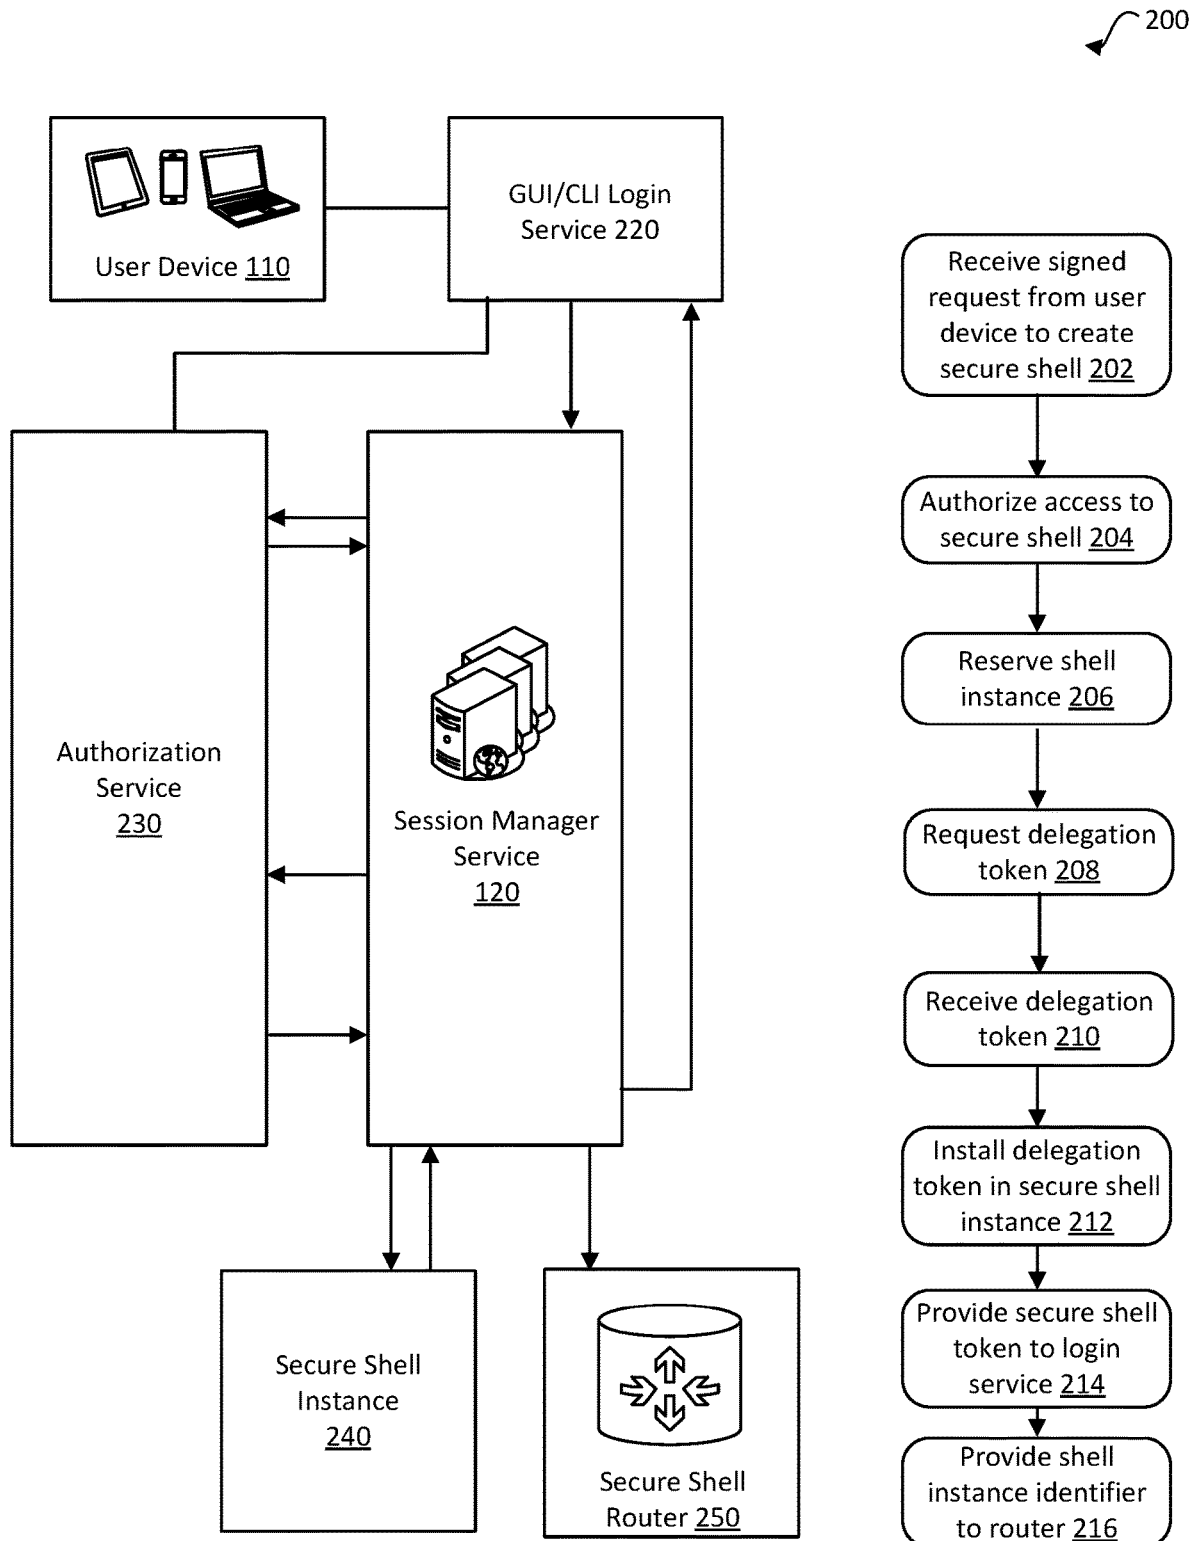 200
User Device 110
GUI/CLI Login
Service 220
Authorization
Service
230
Session Manager
Service
120
Secure Shell
Instance
240
Secure Shell
Router 250
Receive signed
request from user
device to create
secure shell 202
Authorize access to
secure shell 204
Reserve shell
instance 206
Request delegation
token 208
Receive delegation
token 210
Install delegation
token in secure shell
instance 212
Provide secure shell
token to login
service 214
Provide shell
instance identifier
to router 216